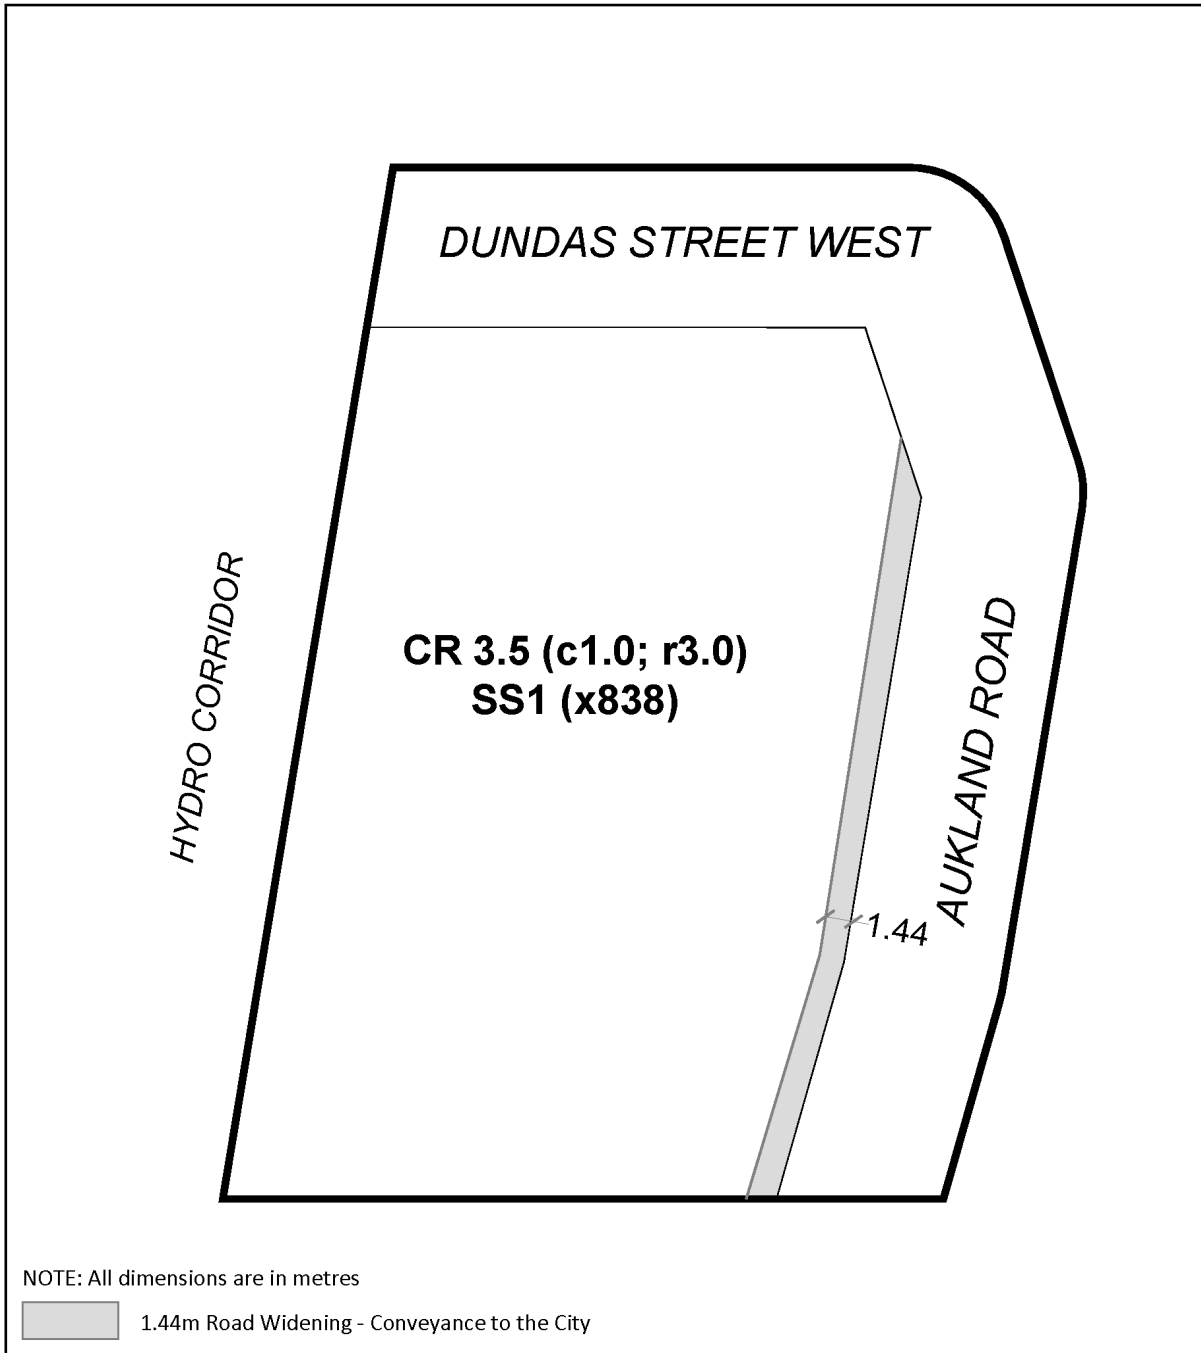 DUNDAS STREET WEST
HYDRO CORRIDOR
CR 3.5 (c1.0; r3.0)
SS1 (x838)
AUKLAND ROAD
1.44
NOTE: All dimensions are in metres
1.44m Road Widening - Conveyance to the City